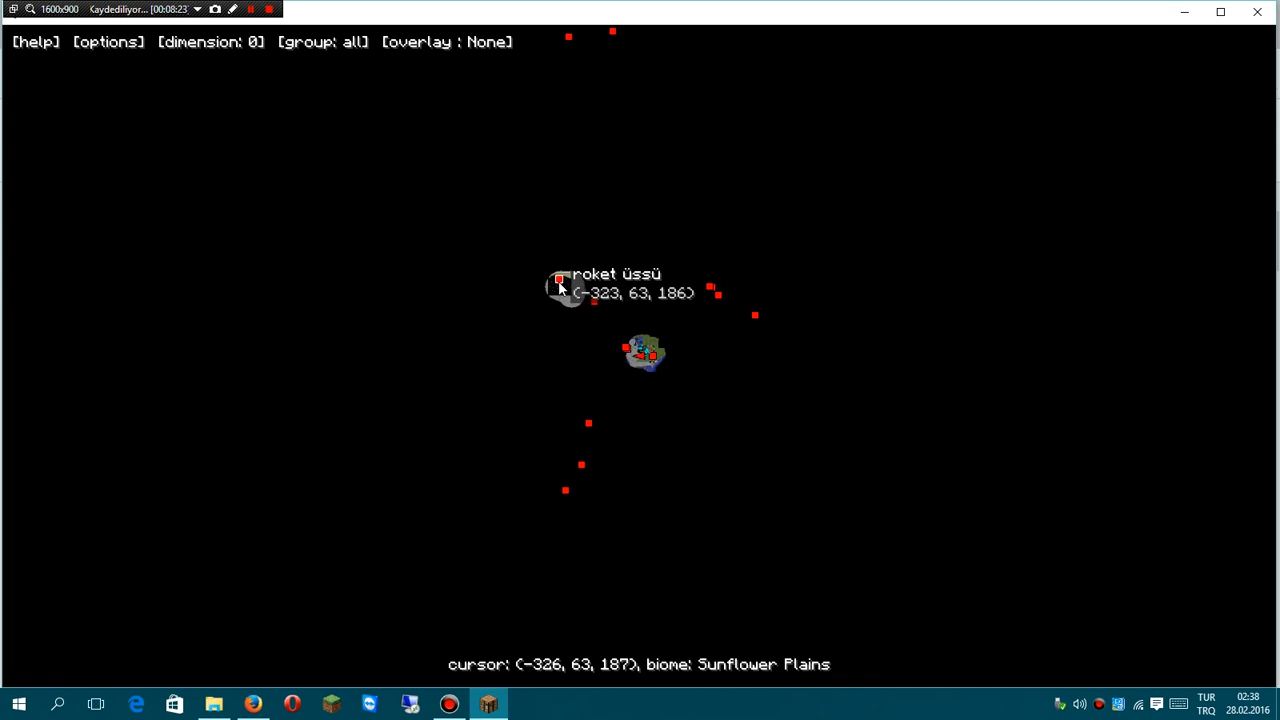 1600x900 Kaydediliyor... [00:08:23]
[help] [options] [dimension: 0] [group: all] [overlay : None]
roket üssü
(-323, 63, 186)
cursor: (-326, 63, 187), biome: Sunflower Plains
TUR 02:38
TRQ 28.02.2016